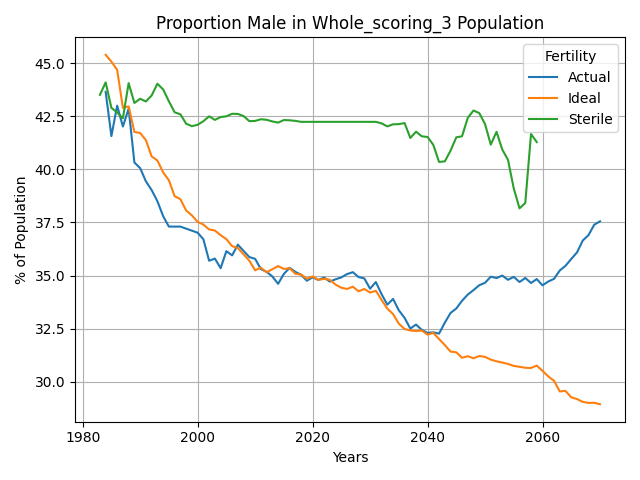 Proportion Male in Whole_scoring_3 Population
% of Population
45.0
42.5
40.0
37.5
35.0
32.5
30.0
Fertility
Actual
Ideal
Sterile
1980
2000
2020
2040
2060
Years